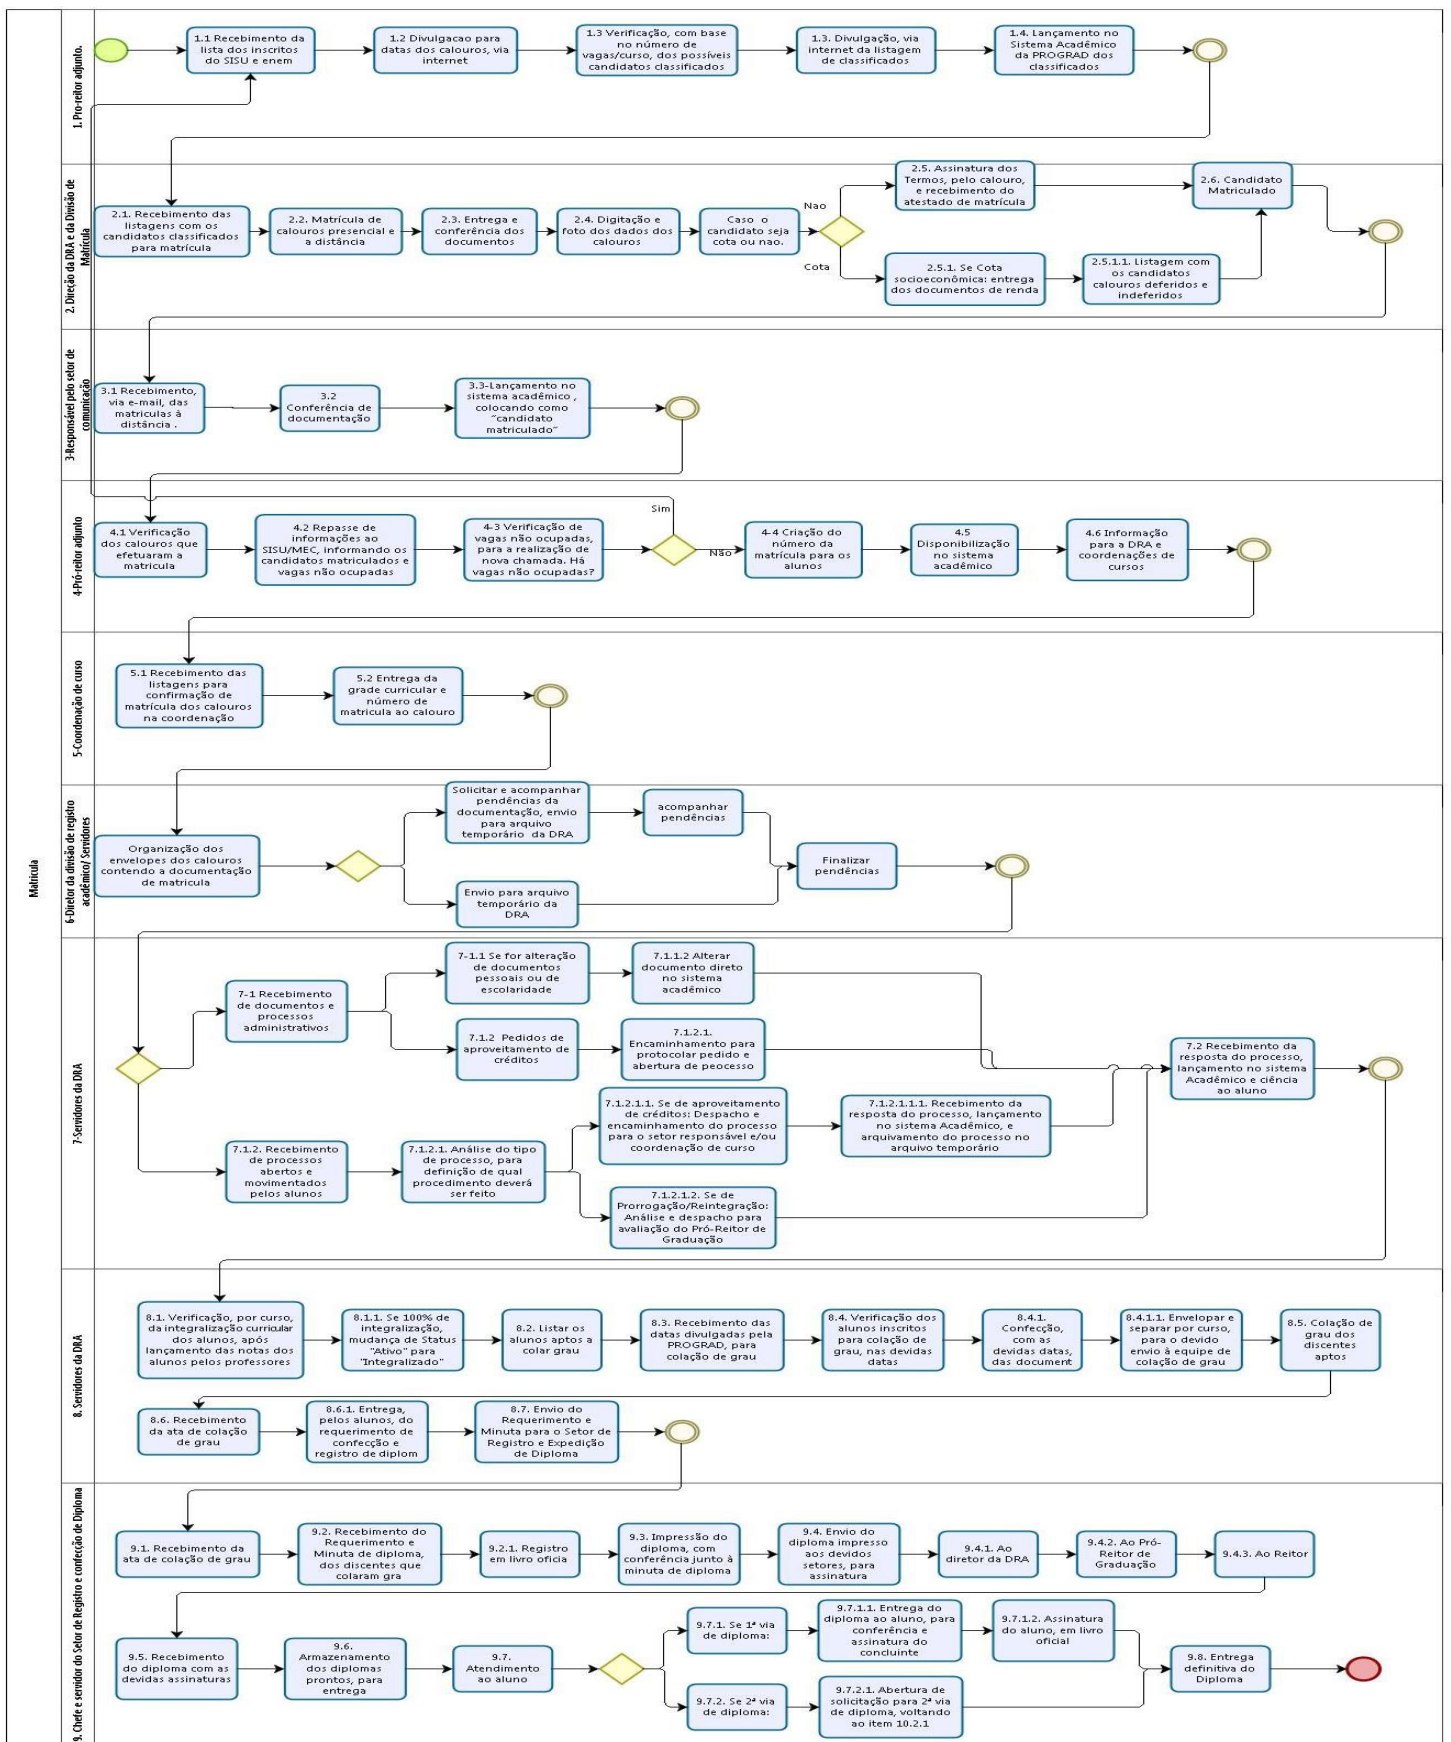 Matrícula
1. Pro-reitor adjunto.
1.1 Recebimento da
lista dos inscritos
do SISU e enem
1.2 Divulgacao para
datas dos calouros, via
internet
1.3 Verificação, com base
no número de
vagas/curso, dos possíveis
candidatos classificados
1.3. Divulgação, via
internet da listagem
de classificados
1.4. Lançamento no
Sistema Acadêmico
da PROGRAD dos
classificados
2. Direção da DRA e da Divisão de
Matrícula
2.1. Recebimento das
listagens com os
candidatos classificados
para matrícula
2.2. Matrícula de
calouros presencial e
a distância
2.3. Entrega e
conferência dos
documentos
2.4. Digitação e
foto dos dados dos
calouros
Caso o
candidato seja
cota ou nao.
Nao
Cota
2.5. Assinatura dos
Termos, pelo calouro,
e recebimento do
atestado de matrícula
2.6. Candidato
Matriculado
2.5.1. Se Cota
socioeconômica: entrega
dos documentos de renda
2.5.1.1. Listagem com
os candidatos
calouros deferidos e
indeferidos
3-Responsável pelo setor de
comunicação
3.1 Recebimento,
via e-mail, das
matriculas à
distância .
3.2
Conferência de
documentação
3.3-Lançamento no
sistema acadêmico ,
colocando como
"candidato
matriculado"
4-Pró-reitor adjunto
4.1 Verificação
dos calouros que
efetuaram a
matricula
4.2 Repasse de
informações ao
SISU/MEC, informando os
candidatos matriculados e
vagas não ocupadas
4-3 Verificação de
vagas não ocupadas,
para a realização de
nova chamada. Há
vagas não ocupadas?
Sim
Não
4-4 Criação do
número da
matrícula para os
alunos
4.5
Disponibilização
no sistema
acadêmico
4.6 Informação
para a DRA e
coordenações de
cursos
5-Coordenação de curso
5.1 Recebimento das
listagens para
confirmação de
matrícula dos calouros
na coordenação
5.2 Entrega da
grade curricular e
número de
matricula ao calouro
6-Diretor da divisão de registro
acadêmico/ Servidores
Organização dos
envelopes dos calouros
contendo a documentação
de matricula
Solicitar e acompanhar
pendências da
documentação, envio
para arquivo
temporário da DRA
acompanhar
pendências
Envio para arquivo
temporário da
DRA
Finalizar
pendências
7-Servidores da DRA
7-1 Recebimento
de documentos e
processos
administrativos
7-1.1 Se for alteração
de documentos
pessoais ou de
escolaridade
7.1.1.2 Alterar
documento direto
no sistema
acadêmico
7.1.2 Pedidos de
aproveitamento de
créditos
7.1.2.1.
Encaminhamento para
protocolar pedido e
abertura de peocesso
7.2 Recebimento da
resposta do processo,
lançamento no sistema
Acadêmico e ciência
ao aluno
7.1.2. Recebimento
de processos
abertos e
movimentados
pelos alunos
7.1.2.1. Análise do tipo
de processo, para
definição de qual
procedimento deverá
ser feito
7.1.2.1.1. Se de aproveitamento
de créditos: Despacho e
encaminhamento do processo
para o setor responsável e/ou
coordenação de curso
7.1.2.1.1.1. Recebimento da
resposta do processo, lançamento
no sistema Acadêmico, e
arquivamento do processo no
arquivo temporário
7.1.2.1.2. Se de
Prorrogação/Reintegração:
Análise e despacho para
avaliação do Pró-Reitor de
Graduação
8. Servidores da DRA
8.1. Verificação, por curso,
da integralização curricular
dos alunos, após
lançamento das notas dos
alunos pelos professores
8.1.1. Se 100% de
integralização,
mudança de Status
"Ativo" para
"Integralizado"
8.2. Listar os
alunos aptos a
colar grau
8.3. Recebimento das
datas divulgadas pela
PROGRAD, para
colação de grau
8.4. Verificação dos
alunos inscritos
para colação de
grau, nas devidas
datas
8.4.1.
Confecção,
com as
devidas datas,
das document
8.4.1.1. Envelopar e
separar por curso,
para o devido
envio à equipe de
colação de grau
8.5. Colação de
grau dos
discentes
aptos
8.6. Recebimento
da ata de colação
de grau
8.6.1. Entrega,
pelos alunos, do
requerimento de
confecção e
registro de diplom
8.7. Envio do
Requerimento e
Minuta para o Setor de
Registro e Expedição
de Diploma
9. Chefe e servidor do Setor de Registro e confecção de Diploma
9.1. Recebimento da
ata de colação de grau
9.2. Recebimento do
Requerimento e
Minuta de diploma,
dos discentes que
colaram gra
9.2.1. Registro
em livro oficia
9.3. Impressão do
diploma, com
conferência junto à
minuta de diploma
9.4. Envio do
diploma impresso
aos devidos
setores, para
assinatura
9.4.1. Ao
diretor da DRA
9.4.2. Ao Pró-
Reitor de
Graduação
9.4.3. Ao Reitor
9.5. Recebimento
do diploma com as
devidas assinaturas
9.6.
Armazenamento
dos diplomas
prontos, para
entrega
9.7.
Atendimento
ao aluno
9.7.1. Se 1ª via
de diploma:
9.7.1.1. Entrega do
diploma ao aluno, para
conferência e
assinatura do
concluinte
9.7.1.2. Assinatura
do aluno, em livro
oficial
9.7.2. Se 2ª via
de diploma:
9.7.2.1. Abertura de
solicitação para 2ª via
de diploma, voltando
ao item 10.2.1
9.8. Entrega
definitiva do
Diploma